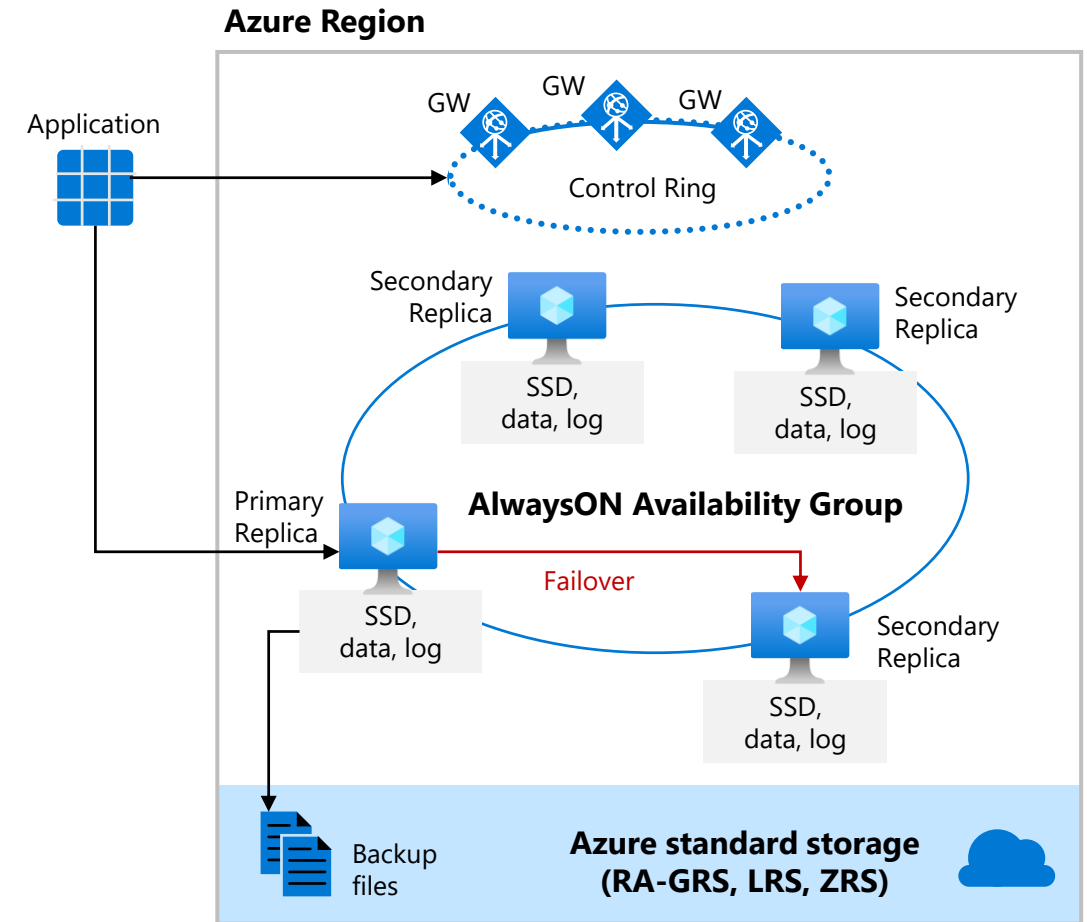 Azure Region
Application
GW
GW
GW
Control Ring
Secondary
Replica
SSD,
data, log
Secondary
Replica
SSD,
data, log
Primary
Replica
AlwaysON Availability Group
Failover
SSD,
data, log
Secondary
Replica
SSD,
data, log
Backup
files
Azure standard storage
(RA-GRS, LRS, ZRS)